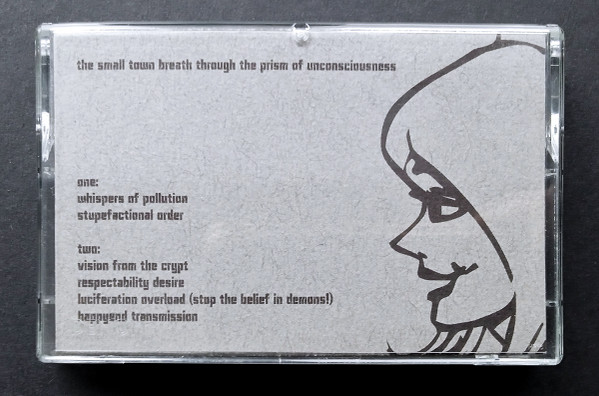 the small town breath through the prism of unconsciousness
one:
whispers of pollution
stupefactional order
two:
vision from the crypt
respectability desire
luciferation overload (stop the belief in demons!)
happyend transmission